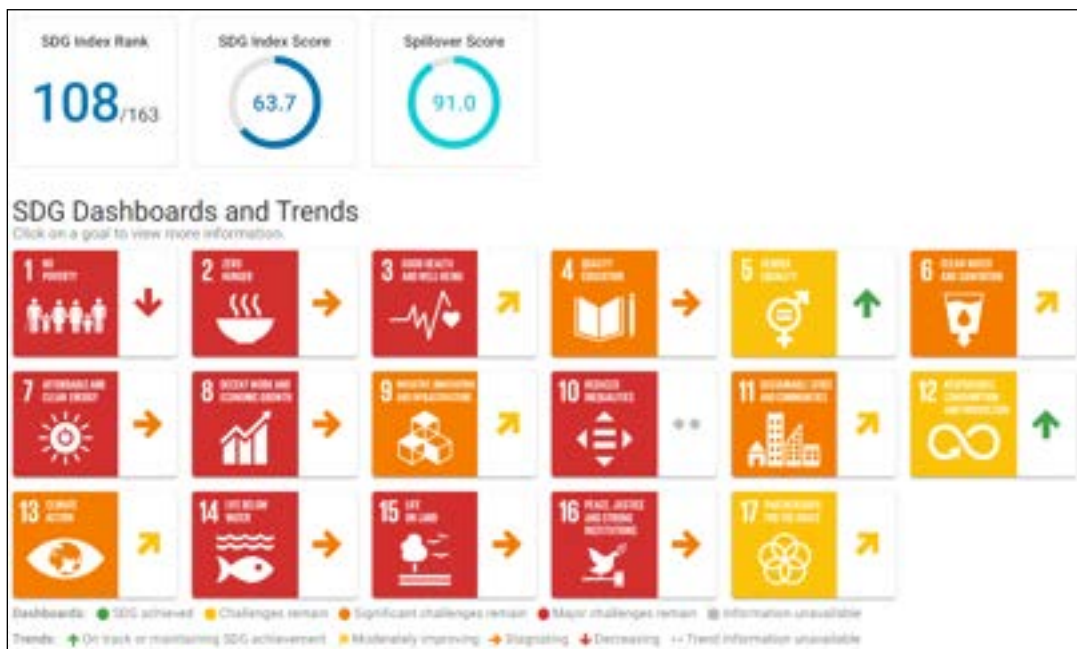 SDG Index Rank
SDG Index Score
Spillover Score
108/163
63.7
91.0
SDG Dashboards and Trends
Click on a goal to view more information.
1 NO
POVERTY
2 ZERO
HUNGER
3 GOOD HEALTH
AND WELL-BEING
4 QUALITY
EDUCATION
5 GENDER
EQUALITY
6 CLEAN WATER
AND SANITATION
7 AFFORDABLE AND
CLEAN ENERGY
8 DECENT WORK AND
ECONOMIC GROWTH
9 INDUSTRY, INNOVATION
AND INFRASTRUCTURE
10 REDUCED
INEQUALITIES
11 SUSTAINABLE CITIES
AND COMMUNITIES
12 RESPONSIBLE
CONSUMPTION
AND PRODUCTION
13 CLIMATE
ACTION
14 LIFE BELOW
WATER
15 LIFE
ON LAND
16 PEACE, JUSTICE
AND STRONG
INSTITUTIONS
17 PARTNERSHIPS
FOR THE GOALS
Dashboards: SDG achieved Challenges remain Significant challenges remain Major challenges remain Information unavailable
Trends: On track or maintaining SDG achievement Moderately improving Stagnating Decreasing Trend information unavailable